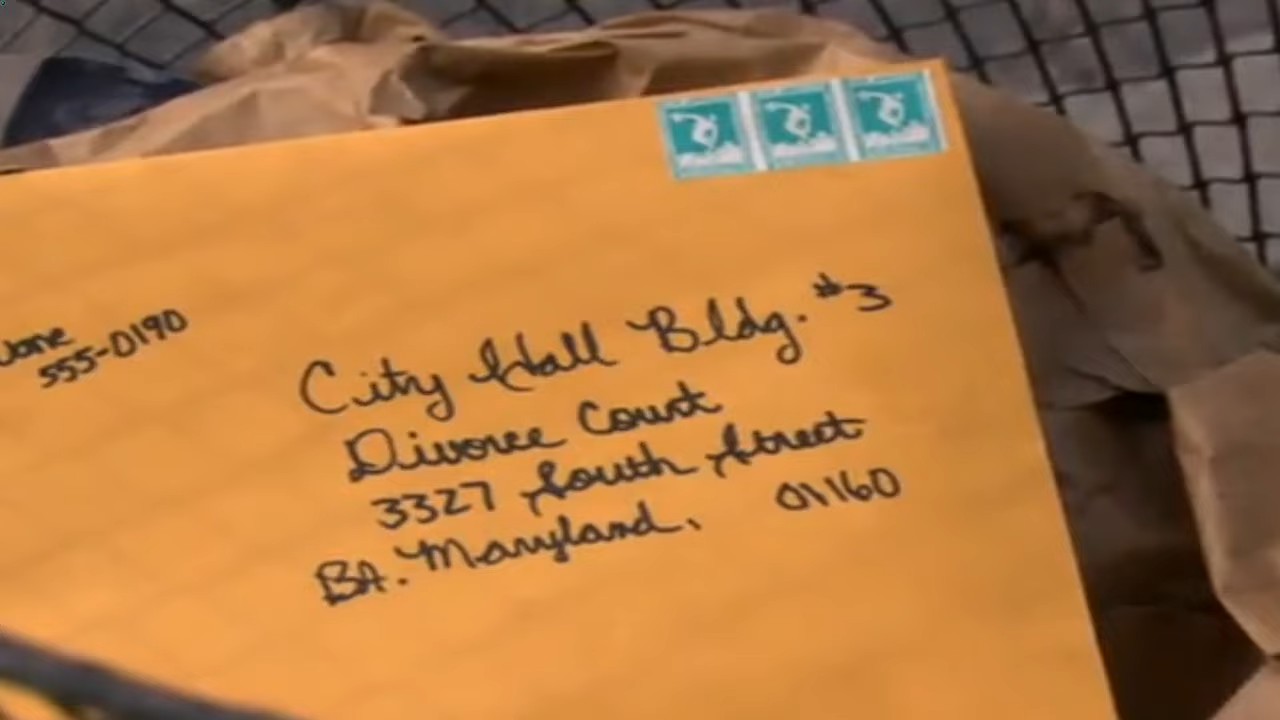 555-0190
City Hall Bldg. #3
Divorce Court
3327 South Street
BA. Maryland, 01160